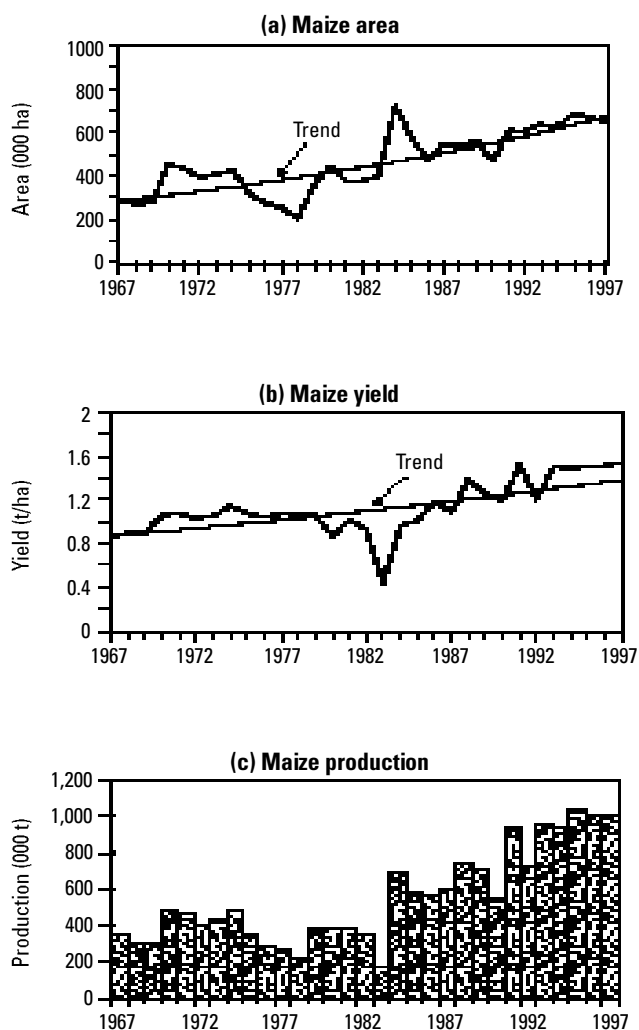 (a) Maize area
Area (000 ha)
1000
800
600
400
200
0
Trend
1967 1972 1977 1982 1987 1992 1997
(b) Maize yield
Yield (t/ha)
2
1.6
1.2
0.8
0.4
0
Trend
1967 1972 1977 1982 1987 1992 1997
(c) Maize production
Production (000 t)
1,200
1,000
800
600
400
200
0
1967 1972 1977 1982 1987 1992 1997